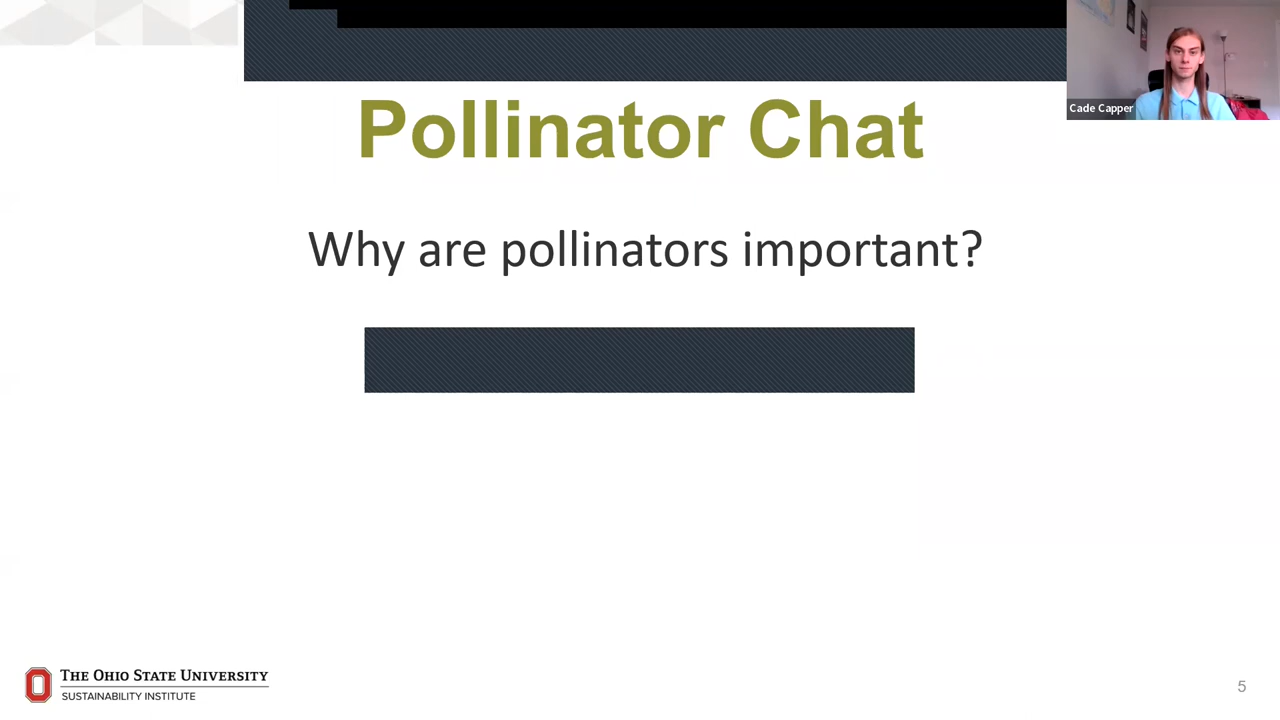 Pollinator Chat
Cade Capper
Why are pollinators important?
THE OHIO STATE UNIVERSITY
SUSTAINABILITY INSTITUTE
5